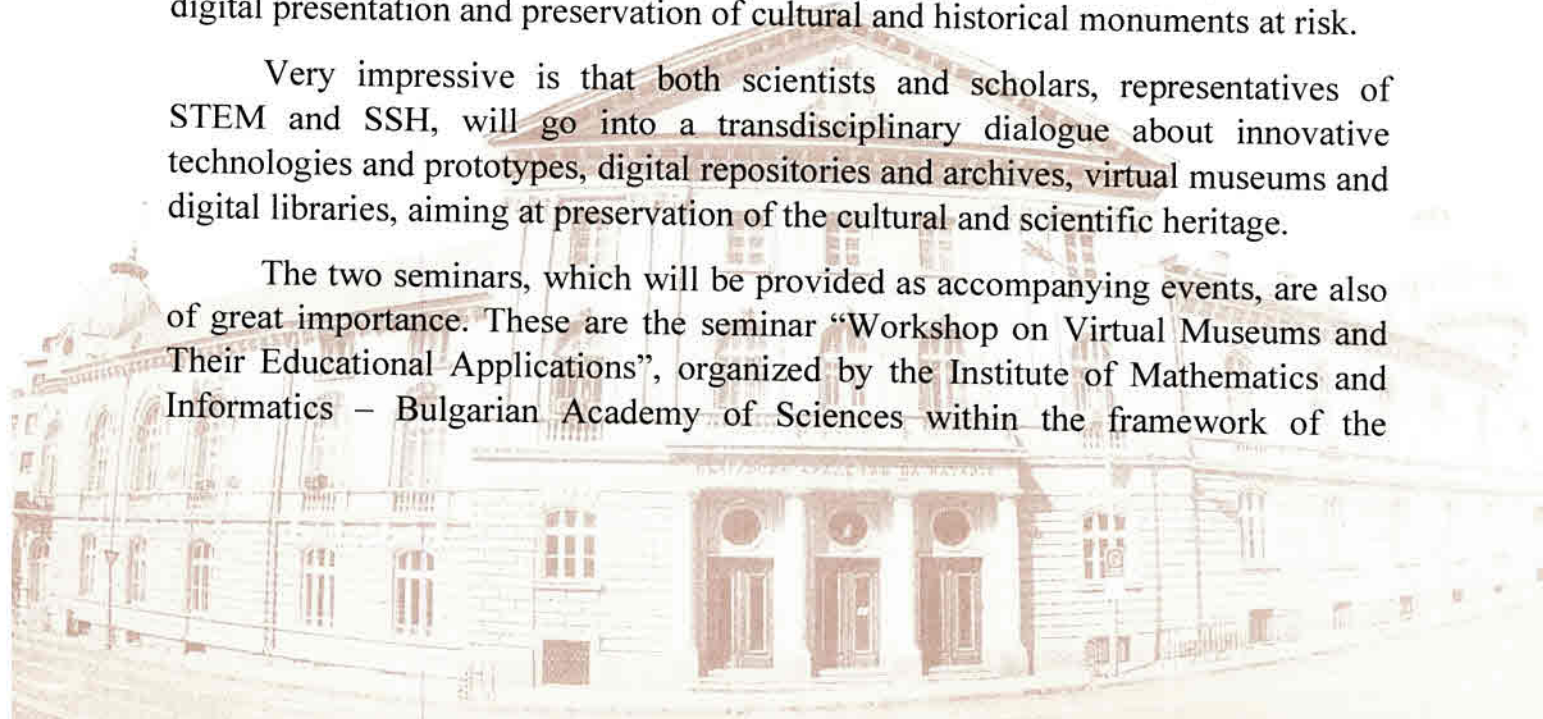 digital presentation and preservation of cultural and historical monuments at risk.
Very impressive is that both scientists and scholars, representatives of
STEM and SSH, will go into a transdisciplinary dialogue about innovative
technologies and prototypes, digital repositories and archives, virtual museums and
digital libraries, aiming at preservation of the cultural and scientific heritage.
The two seminars, which will be provided as accompanying events, are also
of great importance. These are the seminar “Workshop on Virtual Museums and
Their Educational Applications”, organized by the Institute of Mathematics and
Informatics – Bulgarian Academy of Sciences within the framework of the